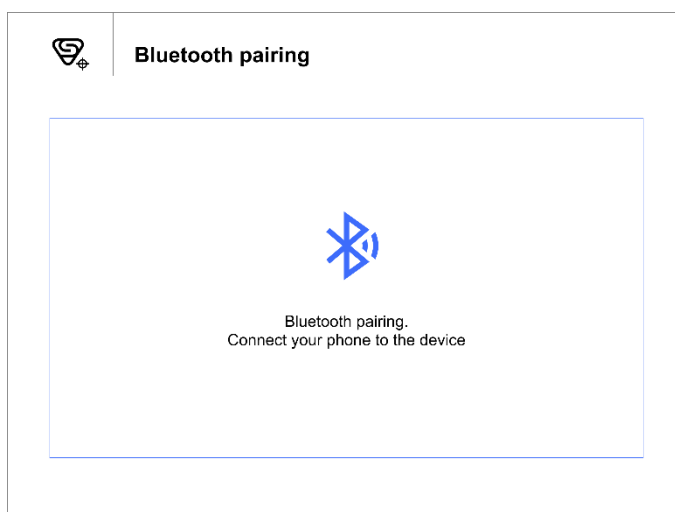 Bluetooth pairing
Bluetooth pairing.
Connect your phone to the device